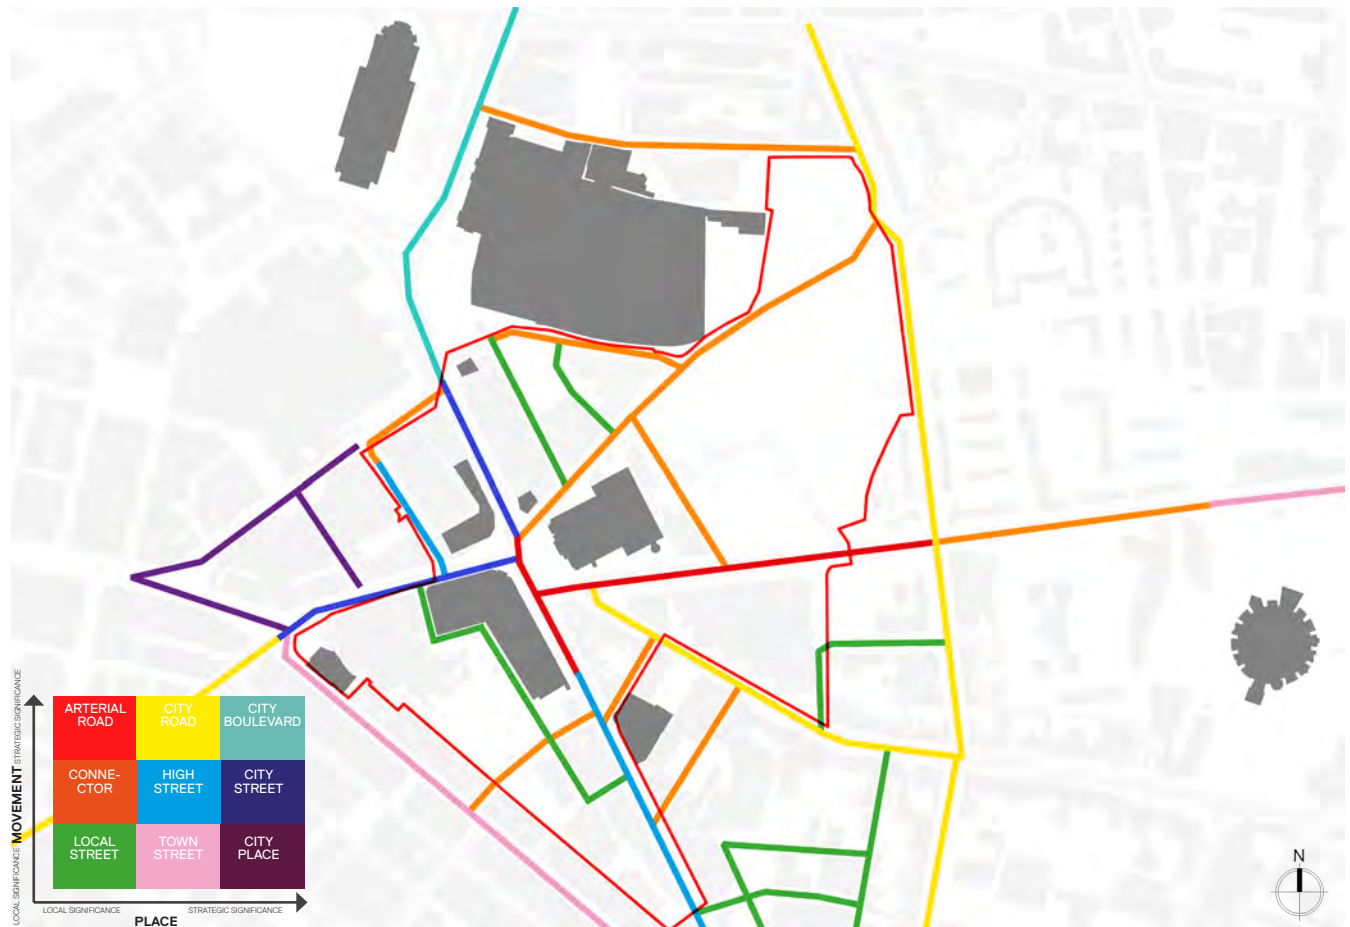 N
ARTERIAL
ROAD
CITY
ROAD
CITY
BOULEVARD
CONNE-
CTOR
HIGH
STREET
CITY
STREET
LOCAL
STREET
TOWN
STREET
CITY
PLACE
LOCAL SIGNIFICANCE MOVEMENT STRATEGIC SIGNIFICANCE
LOCAL SIGNIFICANCE STRATEGIC SIGNIFICANCE
PLACE